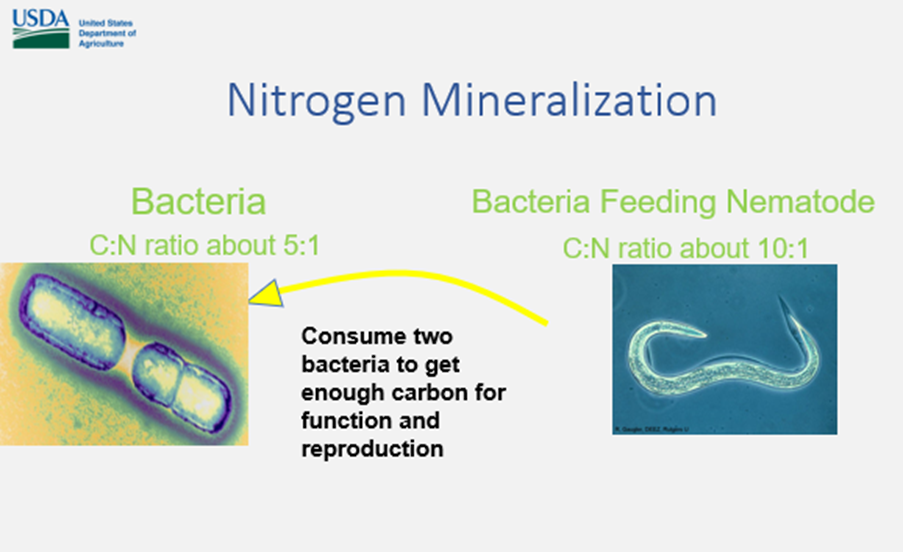 USDA
United States
Department of
Agriculture
Nitrogen Mineralization
Bacteria
C:N ratio about 5:1
Bacteria Feeding Nematode
C:N ratio about 10:1
Consume two
bacteria to get
enough carbon for
function and
reproduction
R. Gaugler, DEEZ, Rutgers U